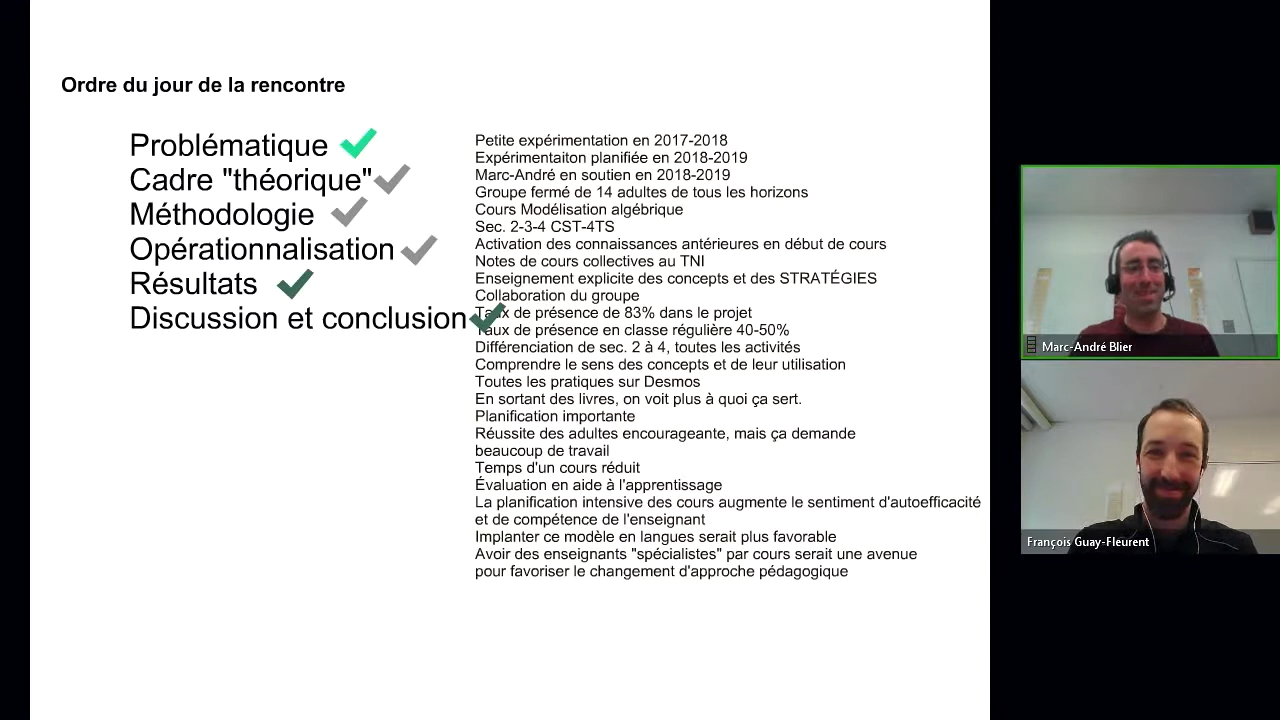 Ordre du jour de la rencontre
Problématique
Cadre "théorique"
Méthodologie
Opérationnalisation
Résultats
Discussion et conclusion
Petite expérimentation en 2017-2018
Expérimentaiton planifiée en 2018-2019
Marc-André en soutien en 2018-2019
Groupe fermé de 14 adultes de tous les horizons
Cours Modélisation algébrique
Sec. 2-3-4 CST-4TS
Activation des connaissances antérieures en début de cours
Notes de cours collectives au TNI
Enseignement explicite des concepts et des STRATÉGIES
Collaboration du groupe
Taux de présence de 83% dans le projet
Taux de présence en classe régulière 40-50%
Différenciation de sec. 2 à 4, toutes les activités
Comprendre le sens des concepts et de leur utilisation
Toutes les pratiques sur Desmos
En sortant des livres, on voit plus à quoi ça sert.
Planification importante
Réussite des adultes encourageante, mais ça demande
beaucoup de travail
Temps d'un cours réduit
Évaluation en aide à l'apprentissage
La planification intensive des cours augmente le sentiment d'autoefficacité
et de compétence de l'enseignant
Implanter ce modèle en langues serait plus favorable
Avoir des enseignants "spécialistes" par cours serait une avenue
pour favoriser le changement d'approche pédagogique
Marc-André Blier
François Guay-Fleurent